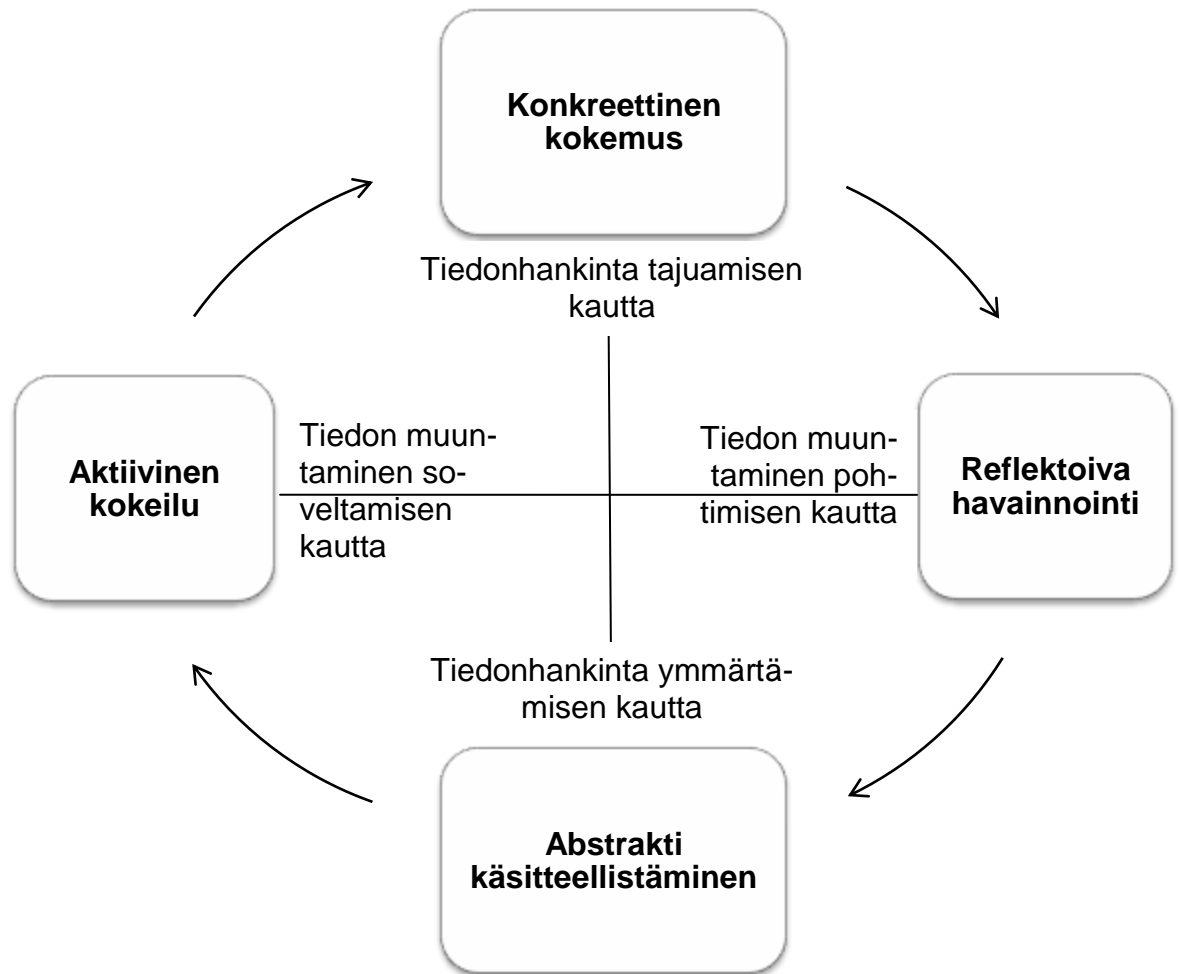 Konkreettinen
kokemus
Tiedonhankinta tajuamisen
kautta
Aktiivinen
kokeilu
Tiedon muun-
taminen so-
veltamisen
kautta
Tiedon muun-
taminen poh-
timisen kautta
Reflektoiva
havainnointi
Tiedonhankinta ymmärtä-
misen kautta
Abstrakti
käsitteellistäminen